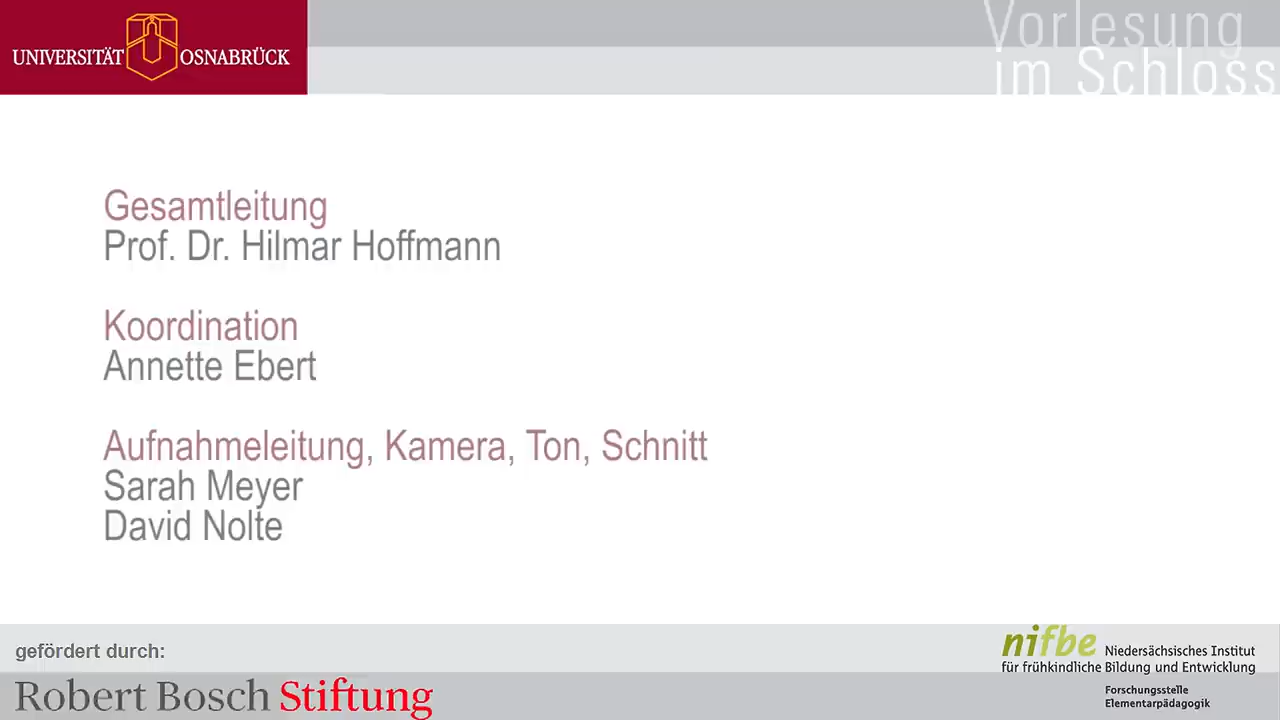 UNIVERSITÄT OSNABRÜCK
Vorlesung
im Schloss
Gesamtleitung
Prof. Dr. Hilmar Hoffmann
Koordination
Annette Ebert
Aufnahmeleitung, Kamera, Ton, Schnitt
Sarah Meyer
David Nolte
gefördert durch:
Robert Bosch Stiftung
nifbe Niedersächsisches Institut
für frühkindliche Bildung und Entwicklung
Forschungsstelle
Elementarpädagogik